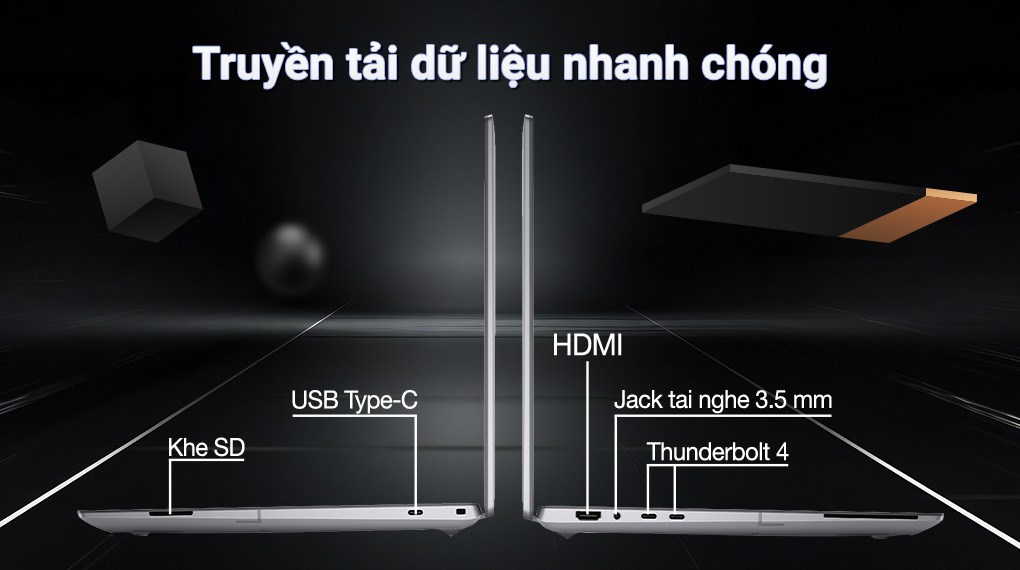 Truyền tải dữ liệu nhanh chóng
HDMI
USB Type-C
Jack tai nghe 3.5 mm
Khe SD
Thunderbolt 4